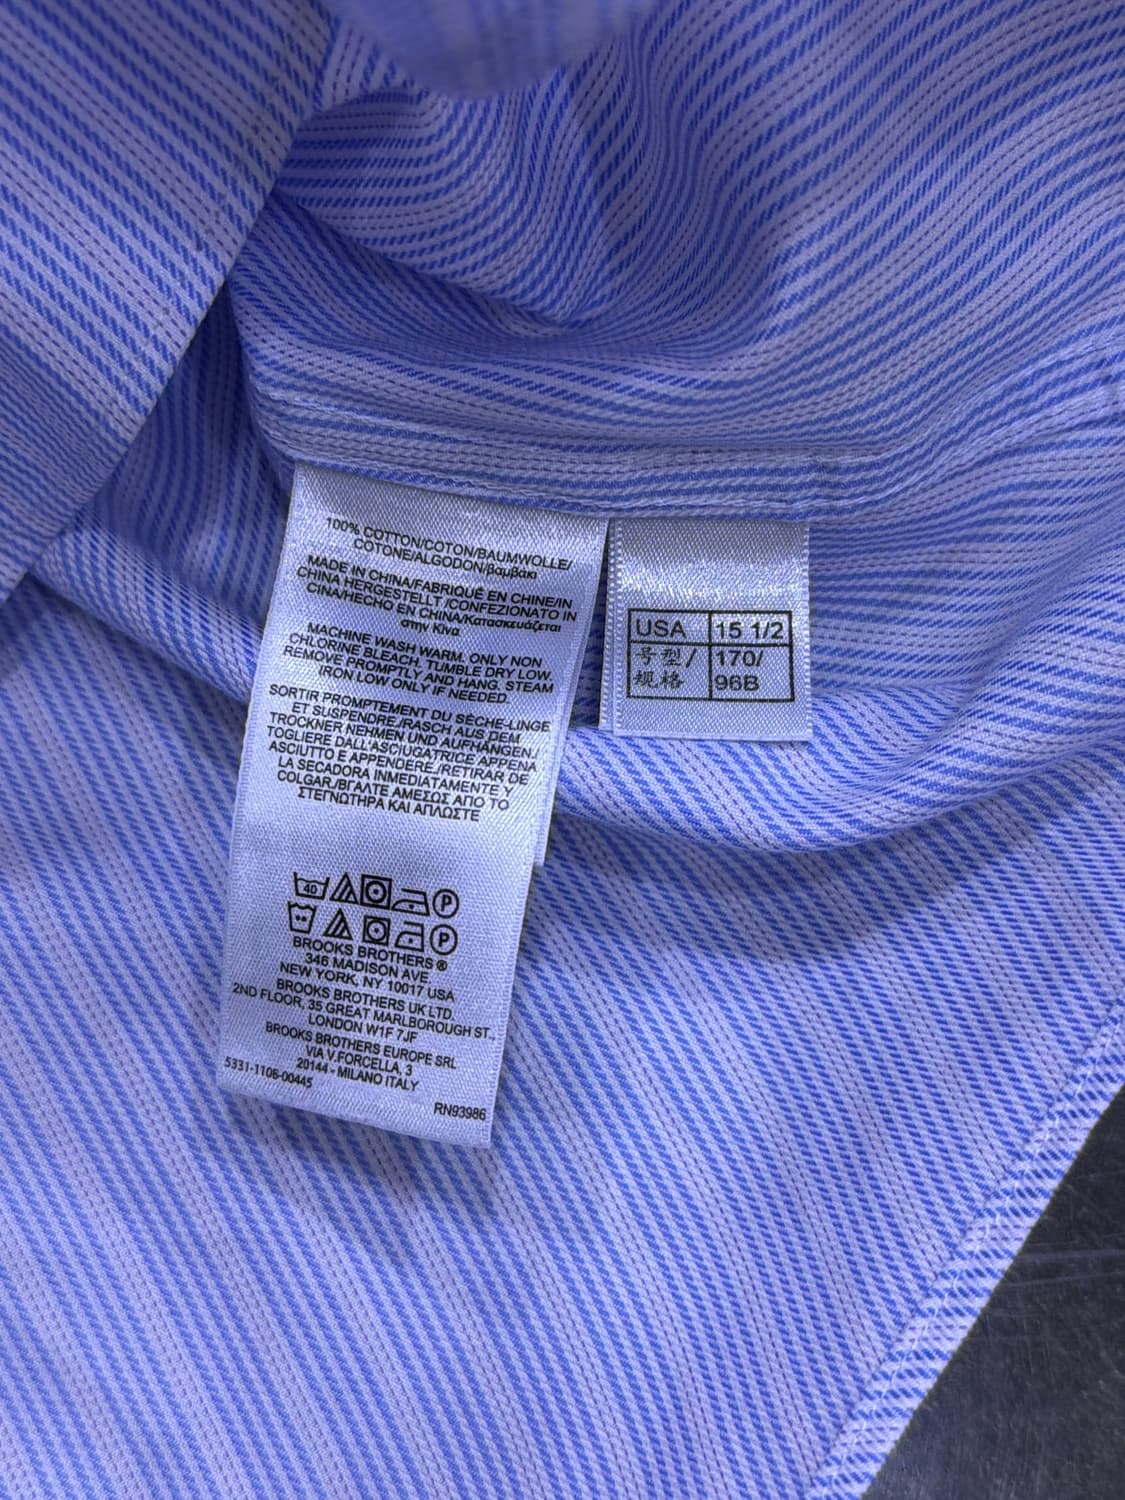 100% COTTON/COTON/BAUMWOLLE/
COTONE/ALGODON/βαμβάκι
MADE IN CHINA/FABRIQUÉ EN CHINE/IN
CHINA HERGESTELLT /CONFEZIONATO IN
CINA/HECHO EN CHINA/Κατασκευάζεται
στην Κίνα
MACHINE WASH WARM. ONLY NON
CHLORINE BLEACH. TUMBLE DRY LOW.
REMOVE PROMPTLY AND HANG. STEAM
IRON LOW ONLY IF NEEDED.
SORTIR PROMPTEMENT DU SÈCHE-LINGE
ET SUSPENDRE./RASCH AUS DEM
TROCKNER NEHMEN UND AUFHÄNGEN.
TOGLIERE DALL'ASCIUGATRICE APPENA
ASCIUTTO E APPENDERE./RETIRAR DE
LA SECADORA INMEDIATAMENTE Y
COLGAR./ΒΓΑΛΤΕ ΑΜΕΣΩΣ ΑΠΟ ΤΟ
ΣΤΕΓΝΩΤΗΡΑ ΚΑΙ ΑΠΛΩΣΤΕ
40 P
P
BROOKS BROTHERS ®
346 MADISON AVE.
NEW YORK, NY 10017 USA
BROOKS BROTHERS UK LTD.
2ND FLOOR, 35 GREAT MARLBOROUGH ST.,
LONDON W1F 7JF
BROOKS BROTHERS EUROPE SRL
VIA V.FORCELLA, 3
20144 - MILANO ITALY
5331-1106-00445
RN93986
USA 15 1/2
号型/ 170/
规格 96B